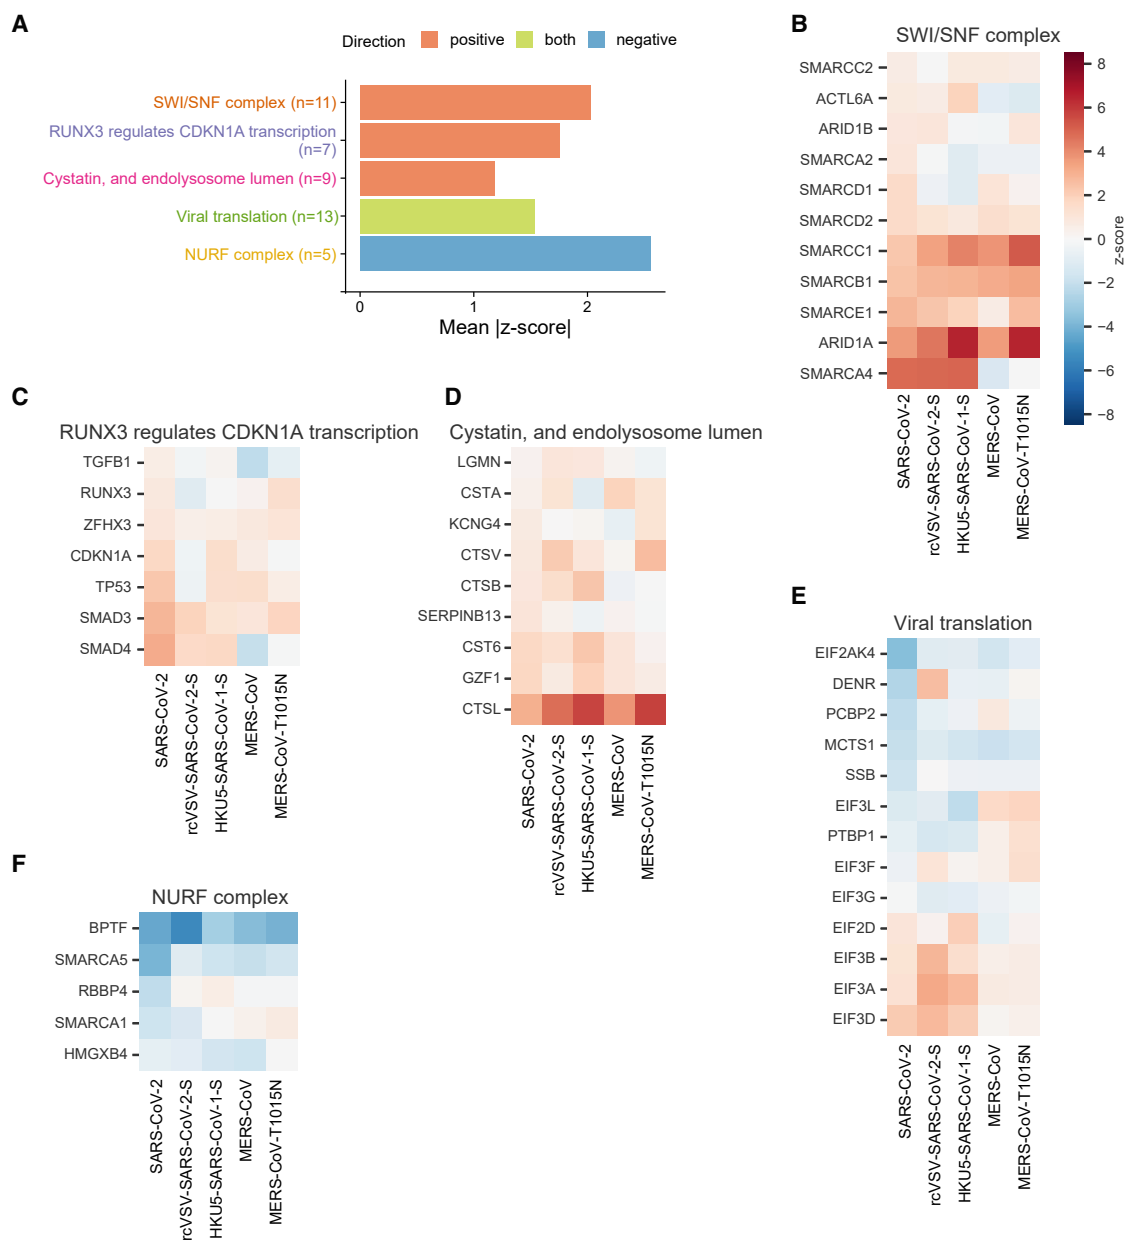 A
Direction positive both negative
SWI/SNF complex (n=11)
RUNX3 regulates CDKN1A transcription
(n=7)
Cystatin, and endolysosome lumen (n=9)
Viral translation (n=13)
NURF complex (n=5)
0 1 2
Mean |z-score|
B
SWI/SNF complex
SMARCC2
ACTL6A
ARID1B
SMARCA2
SMARCD1
SMARCD2
SMARCC1
SMARCB1
SMARCE1
ARID1A
SMARCA4
SARS-CoV-2
rcVSV-SARS-CoV-2-S
HKU5-SARS-CoV-1-S
MERS-CoV
MERS-CoV-T1015N
8
6
4
2
0
−2
−4
−6
−8
z-score
C
RUNX3 regulates CDKN1A transcription
TGFB1
RUNX3
ZFHX3
CDKN1A
TP53
SMAD3
SMAD4
SARS-CoV-2
rcVSV-SARS-CoV-2-S
HKU5-SARS-CoV-1-S
MERS-CoV
MERS-CoV-T1015N
D
Cystatin, and endolysosome lumen
LGMN
CSTA
KCNG4
CTSV
CTSB
SERPINB13
CST6
GZF1
CTSL
SARS-CoV-2
rcVSV-SARS-CoV-2-S
HKU5-SARS-CoV-1-S
MERS-CoV
MERS-CoV-T1015N
E
Viral translation
EIF2AK4
DENR
PCBP2
MCTS1
SSB
EIF3L
PTBP1
EIF3F
EIF3G
EIF2D
EIF3B
EIF3A
EIF3D
SARS-CoV-2
rcVSV-SARS-CoV-2-S
HKU5-SARS-CoV-1-S
MERS-CoV
MERS-CoV-T1015N
F
NURF complex
BPTF
SMARCA5
RBBP4
SMARCA1
HMGXB4
SARS-CoV-2
rcVSV-SARS-CoV-2-S
HKU5-SARS-CoV-1-S
MERS-CoV
MERS-CoV-T1015N